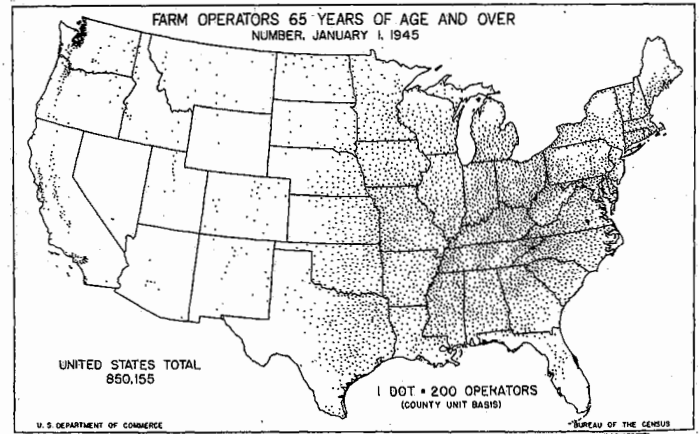 FARM OPERATORS 65 YEARS OF AGE AND OVER
NUMBER, JANUARY 1, 1945
UNITED STATES TOTAL
850,155
1 DOT = 200 OPERATORS
(COUNTY UNIT BASIS)
U. S. DEPARTMENT OF COMMERCE
BUREAU OF THE CENSUS